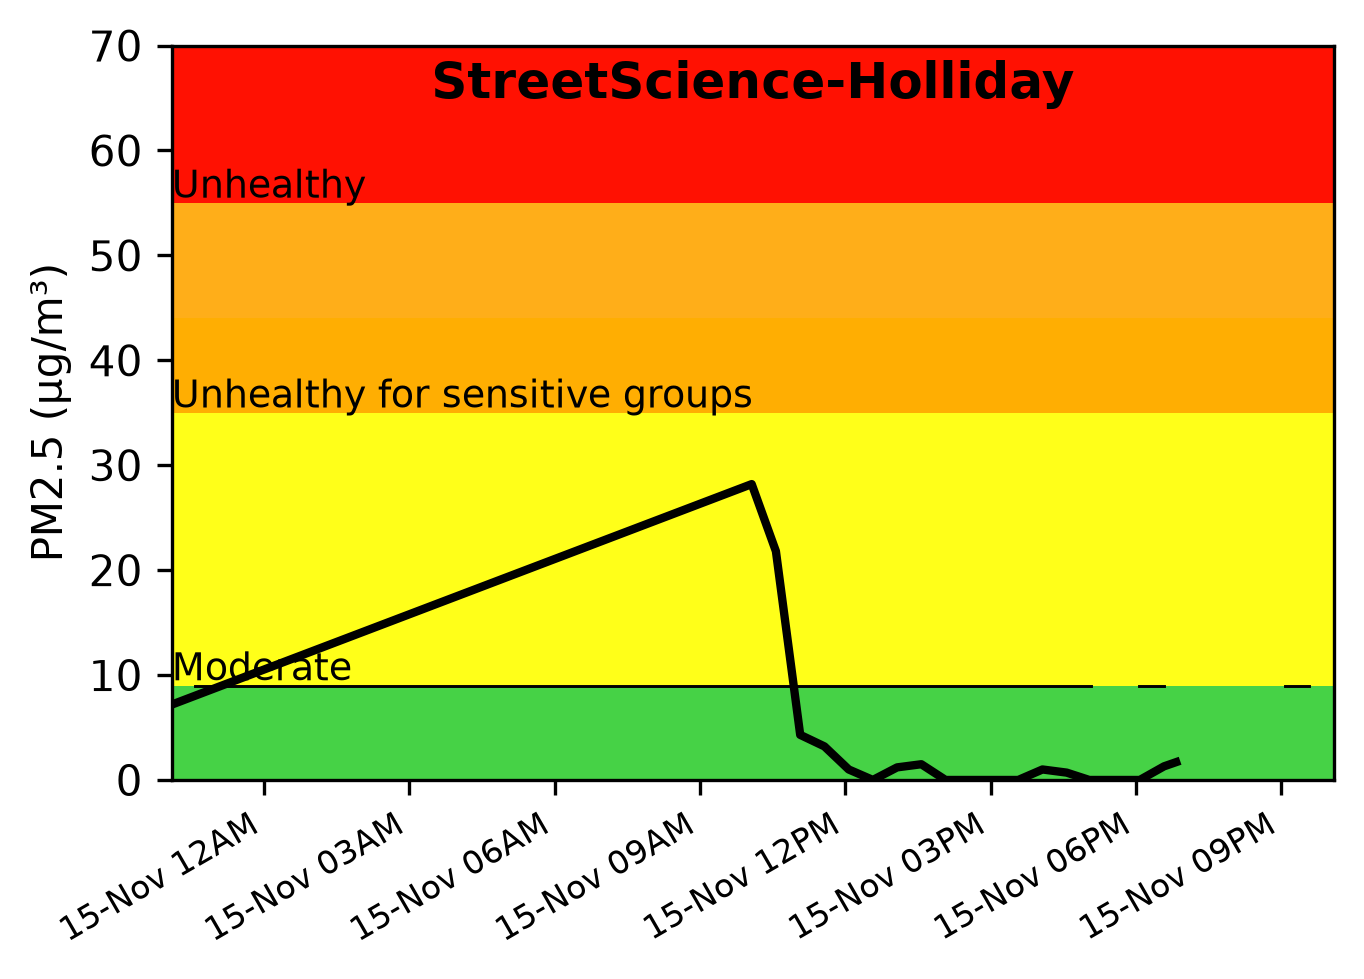 StreetScience-Holliday
PM2.5 (µg/m³)
70
60
50
40
30
20
10
0
Unhealthy
Unhealthy for sensitive groups
Moderate
15-Nov 12AM
15-Nov 03AM
15-Nov 06AM
15-Nov 09AM
15-Nov 12PM
15-Nov 03PM
15-Nov 06PM
15-Nov 09PM